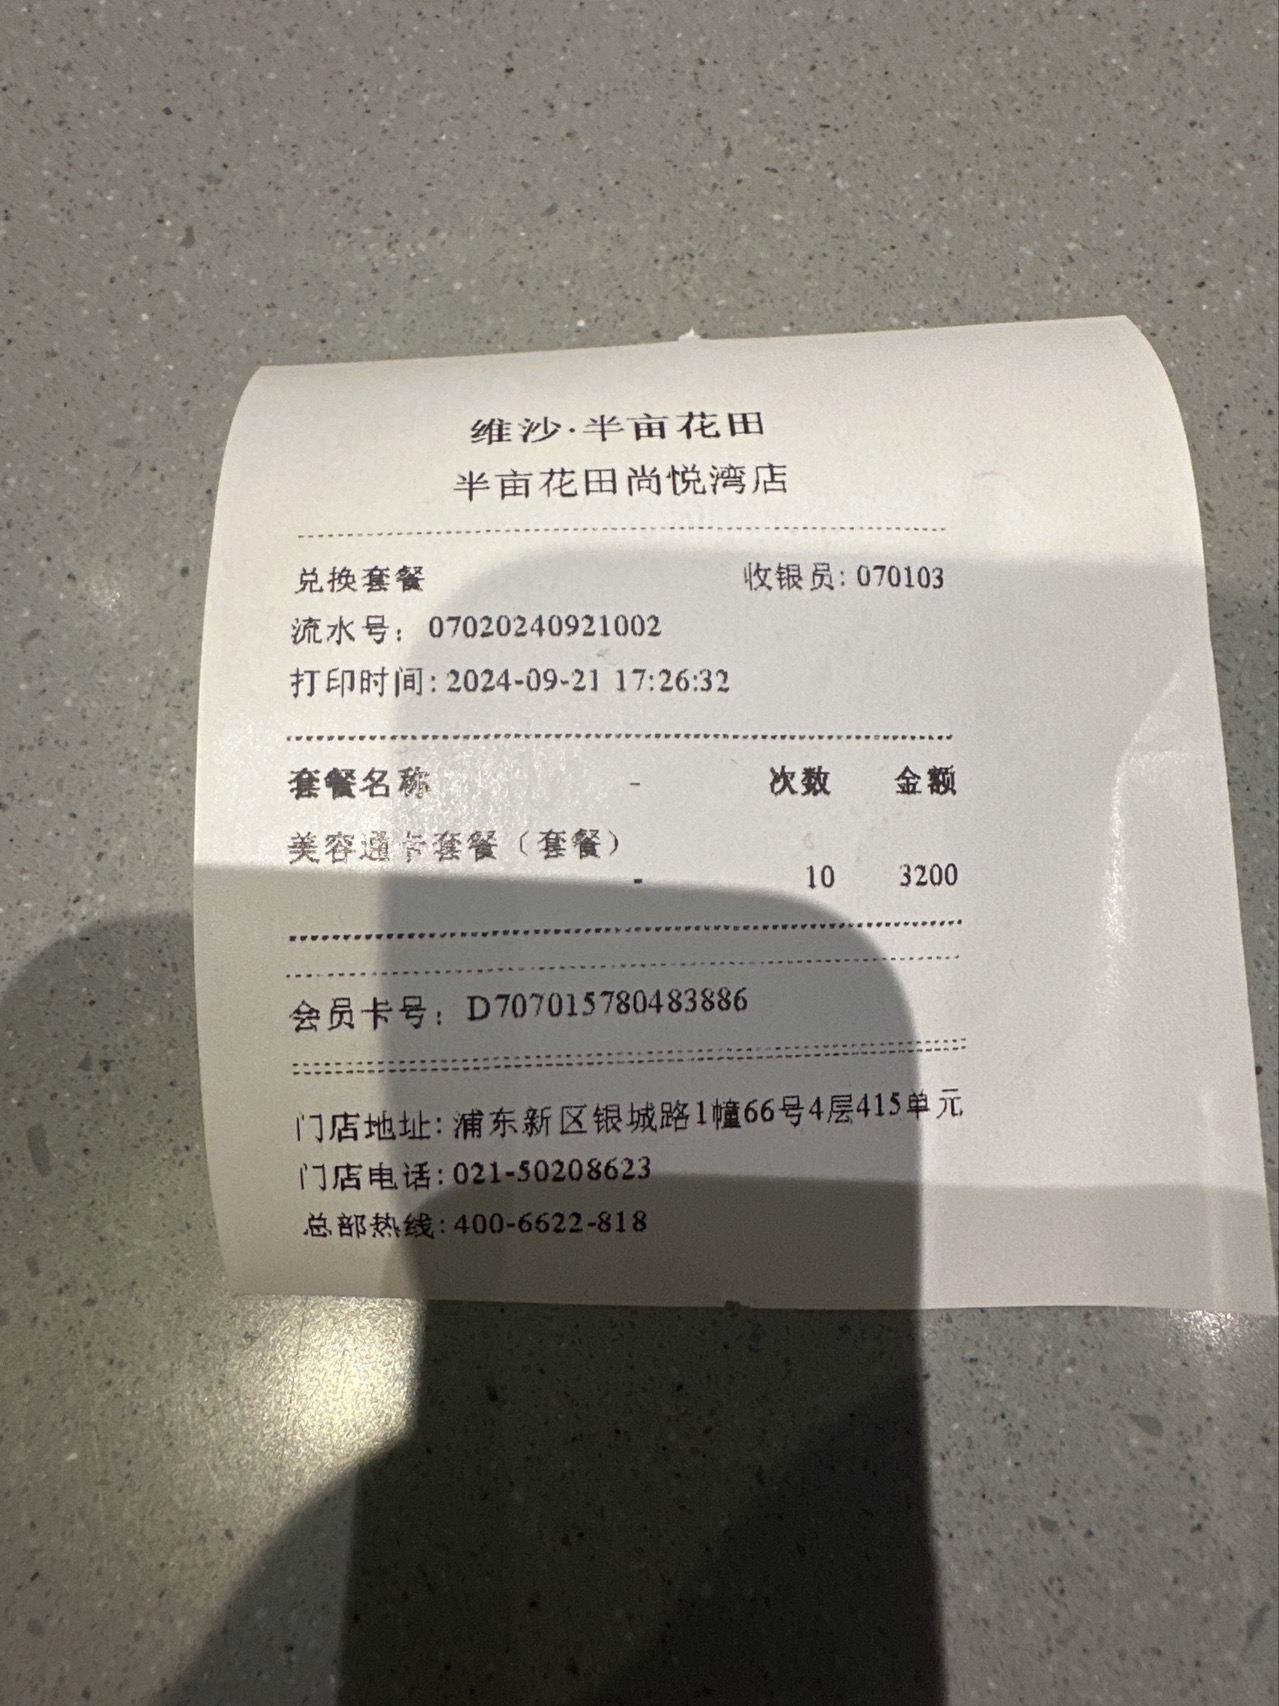 维沙·半亩花田
半亩花田尚悦湾店
兑换套餐 收银员: 070103
流水号: 07020240921002
打印时间: 2024-09-21 17:26:32
套餐名称 - 次数 金额
美容通卡套餐（套餐）
- 10 3200
会员卡号: D707015780483886
门店地址: 浦东新区银城路1幢66号4层415单元
门店电话: 021-50208623
总部热线: 400-6622-818